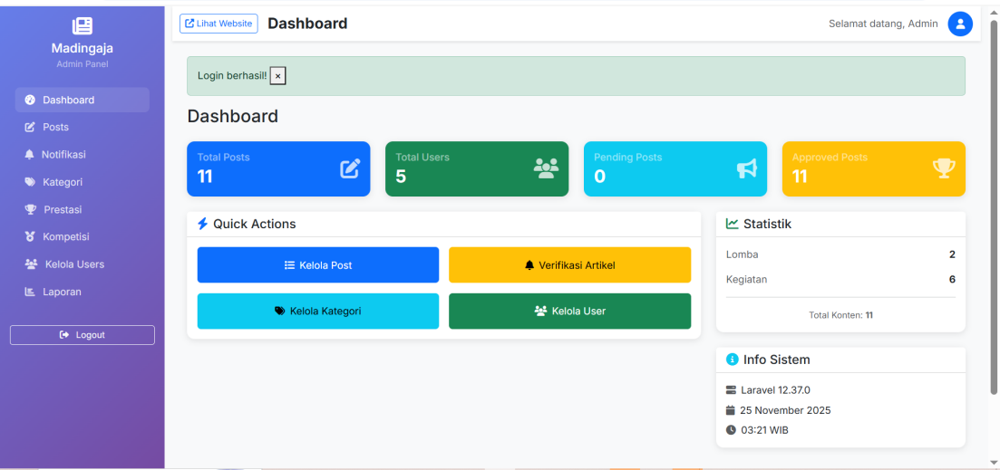 Madingaja
Admin Panel
Dashboard
Posts
Notifikasi
Kategori
Prestasi
Kompetisi
Kelola Users
Laporan
Logout
Lihat Website
Dashboard
Selamat datang, Admin
Login berhasil! ×
Dashboard
Total Posts
11
Total Users
5
Pending Posts
0
Approved Posts
11
Quick Actions
Kelola Post
Verifikasi Artikel
Kelola Kategori
Kelola User
Statistik
Lomba 2
Kegiatan 6
Total Konten: 11
Info Sistem
Laravel 12.37.0
25 November 2025
03:21 WIB